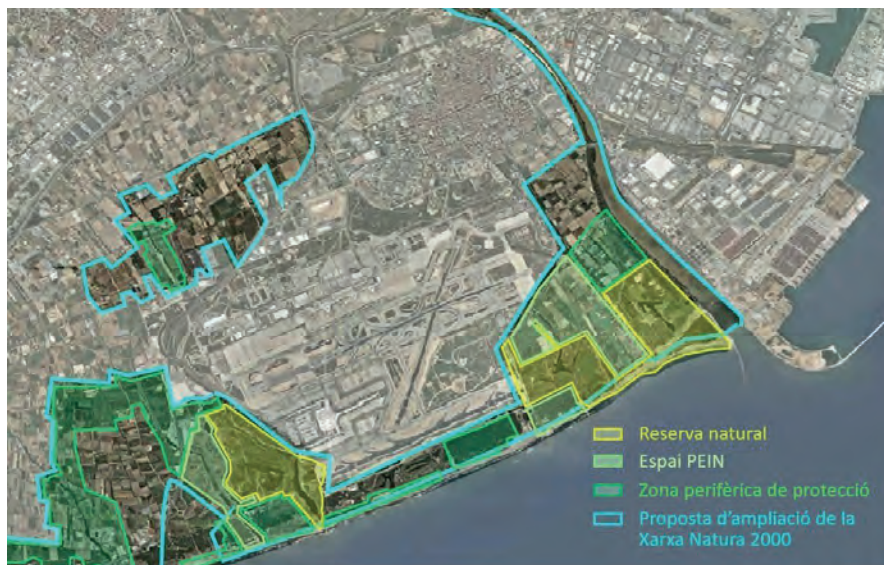 Reserva natural
Espai PEIN
Zona perifèrica de protecció
Proposta d'ampliació de la
Xarxa Natura 2000